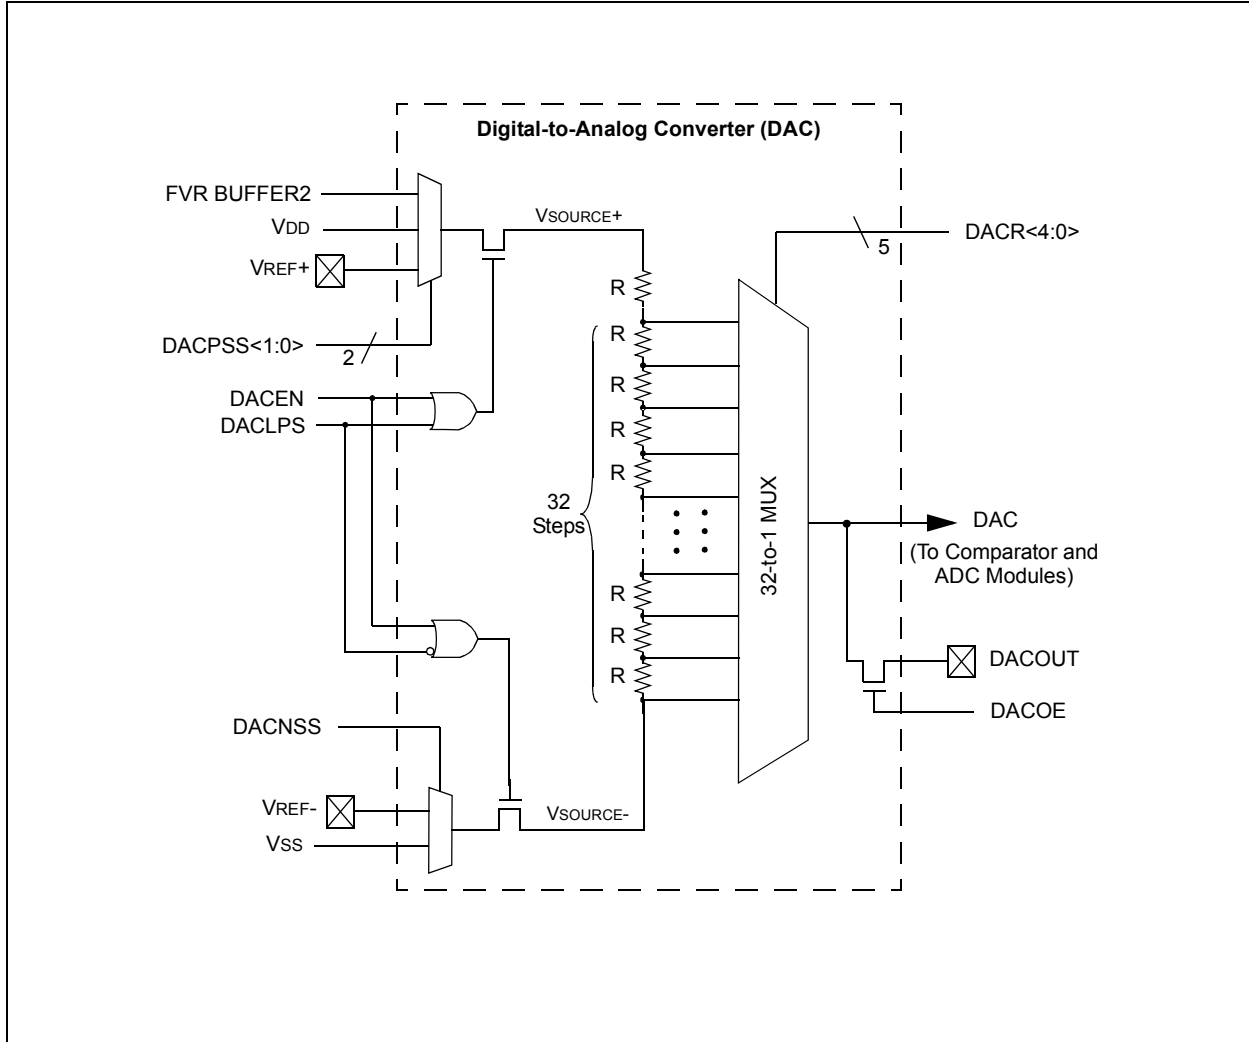 Digital-to-Analog Converter (DAC)
FVR BUFFER2
VDD
VREF+
VSOURCE+
DACR<4:0>
5
DACPSS<1:0>
2
DACEN
DACLPS
R
R
R
R
R
32
Steps
R
R
R
32-to-1 MUX
DAC
(To Comparator and
ADC Modules)
DACOUT
DACOE
DACNSS
VREF-
VSS
VSOURCE-